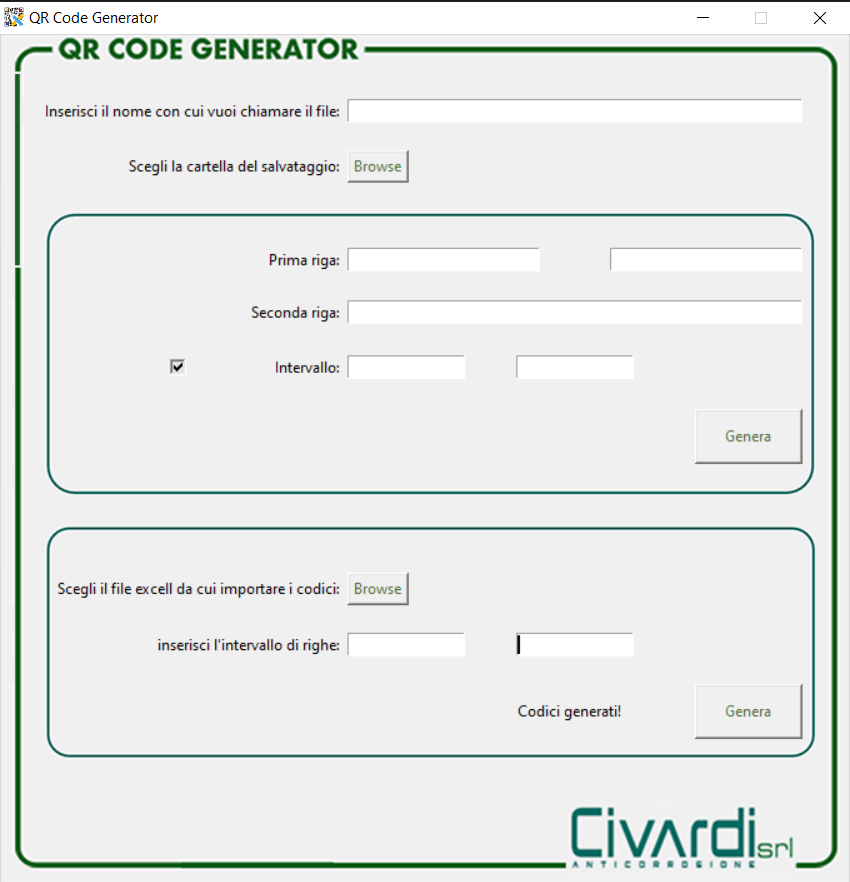 QR Code Generator
QR CODE GENERATOR
Inserisci il nome con cui vuoi chiamare il file:
Scegli la cartella del salvataggio: Browse
Prima riga:
Seconda riga:
Intervallo:
Genera
Scegli il file excell da cui importare i codici: Browse
inserisci l'intervallo di righe:
Codici generati! Genera
Civardi srl
ANTICORROSIONE